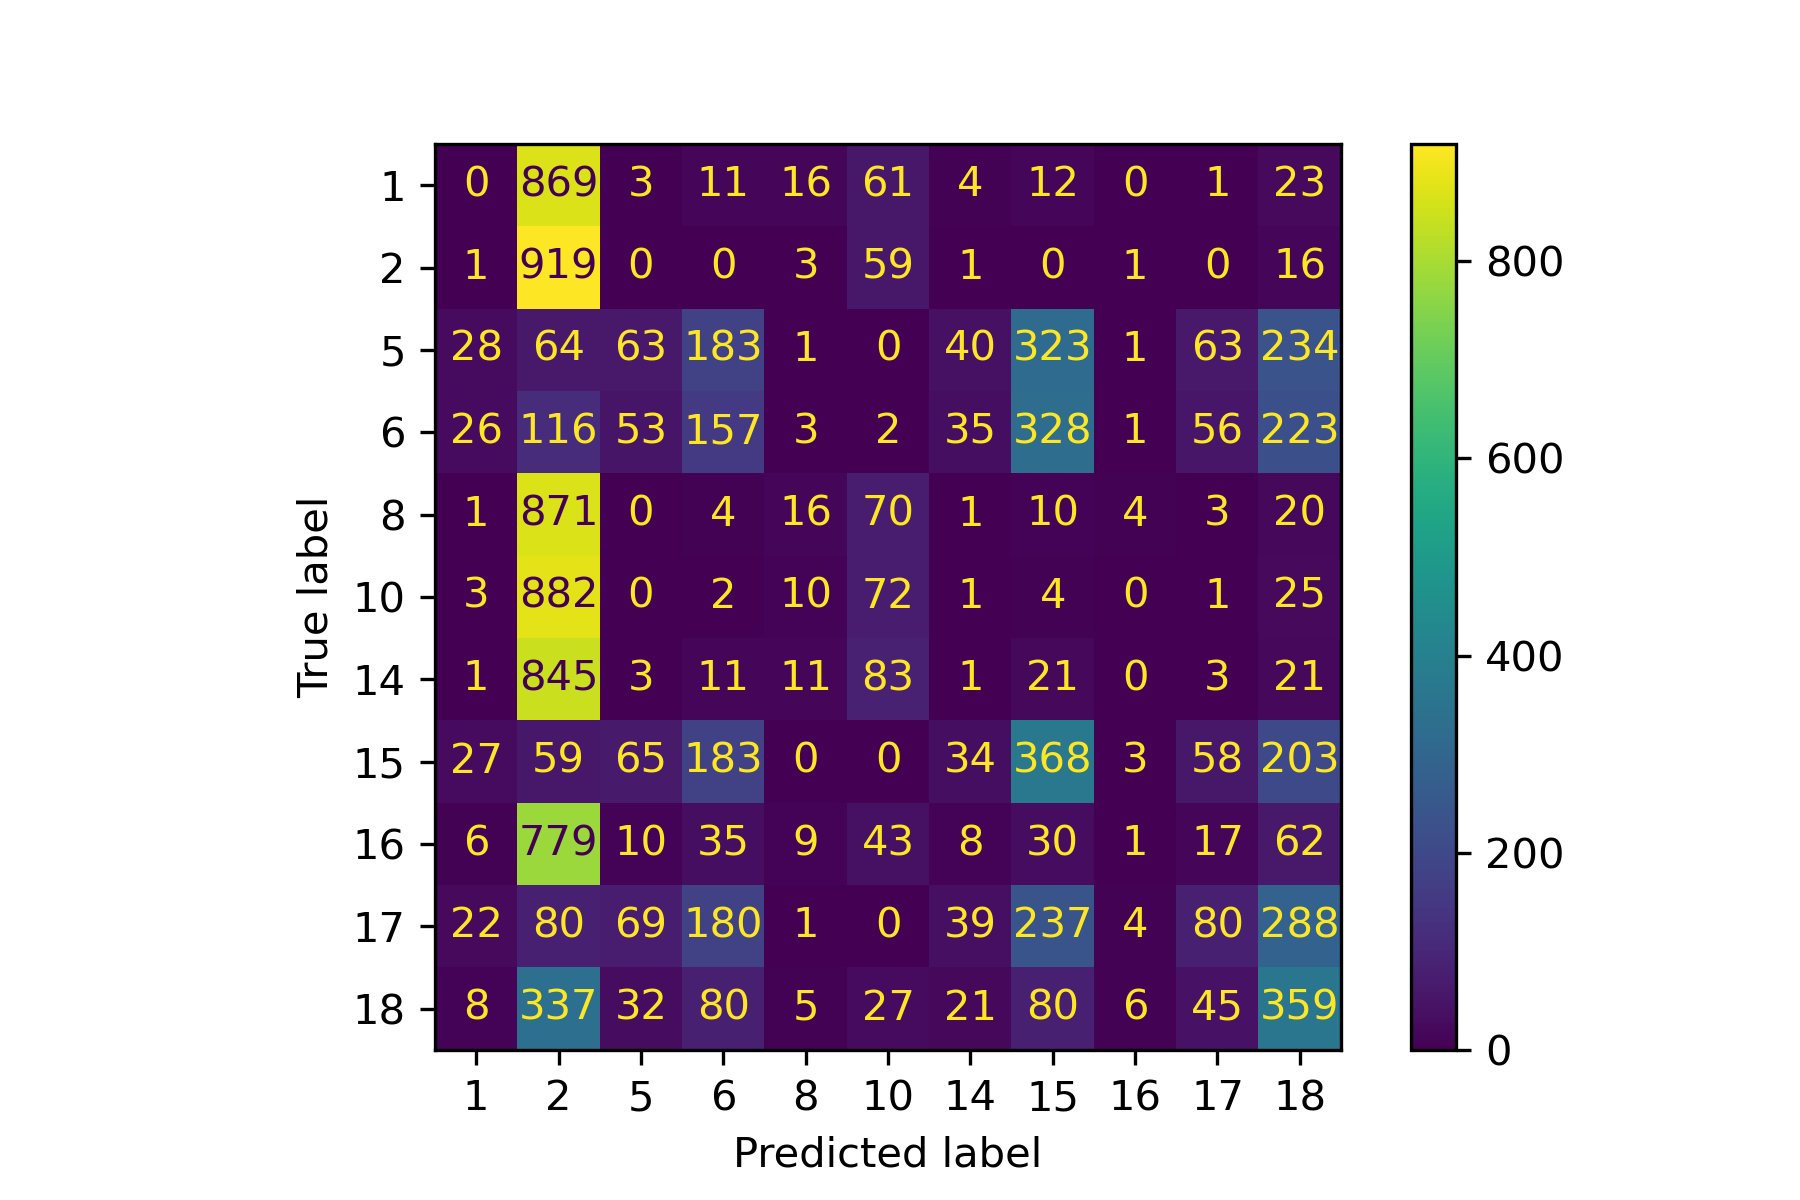 1 0 869 3 11 16 61 4 12 0 1 23
2 1 919 0 0 3 59 1 0 1 0 16
5 28 64 63 183 1 0 40 323 1 63 234
6 26 116 53 157 3 2 35 328 1 56 223
8 1 871 0 4 16 70 1 10 4 3 20
10 3 882 0 2 10 72 1 4 0 1 25
14 1 845 3 11 11 83 1 21 0 3 21
15 27 59 65 183 0 0 34 368 3 58 203
16 6 779 10 35 9 43 8 30 1 17 62
17 22 80 69 180 1 0 39 237 4 80 288
18 8 337 32 80 5 27 21 80 6 45 359
1 2 5 6 8 10 14 15 16 17 18
Predicted label
True label
800
600
400
200
0